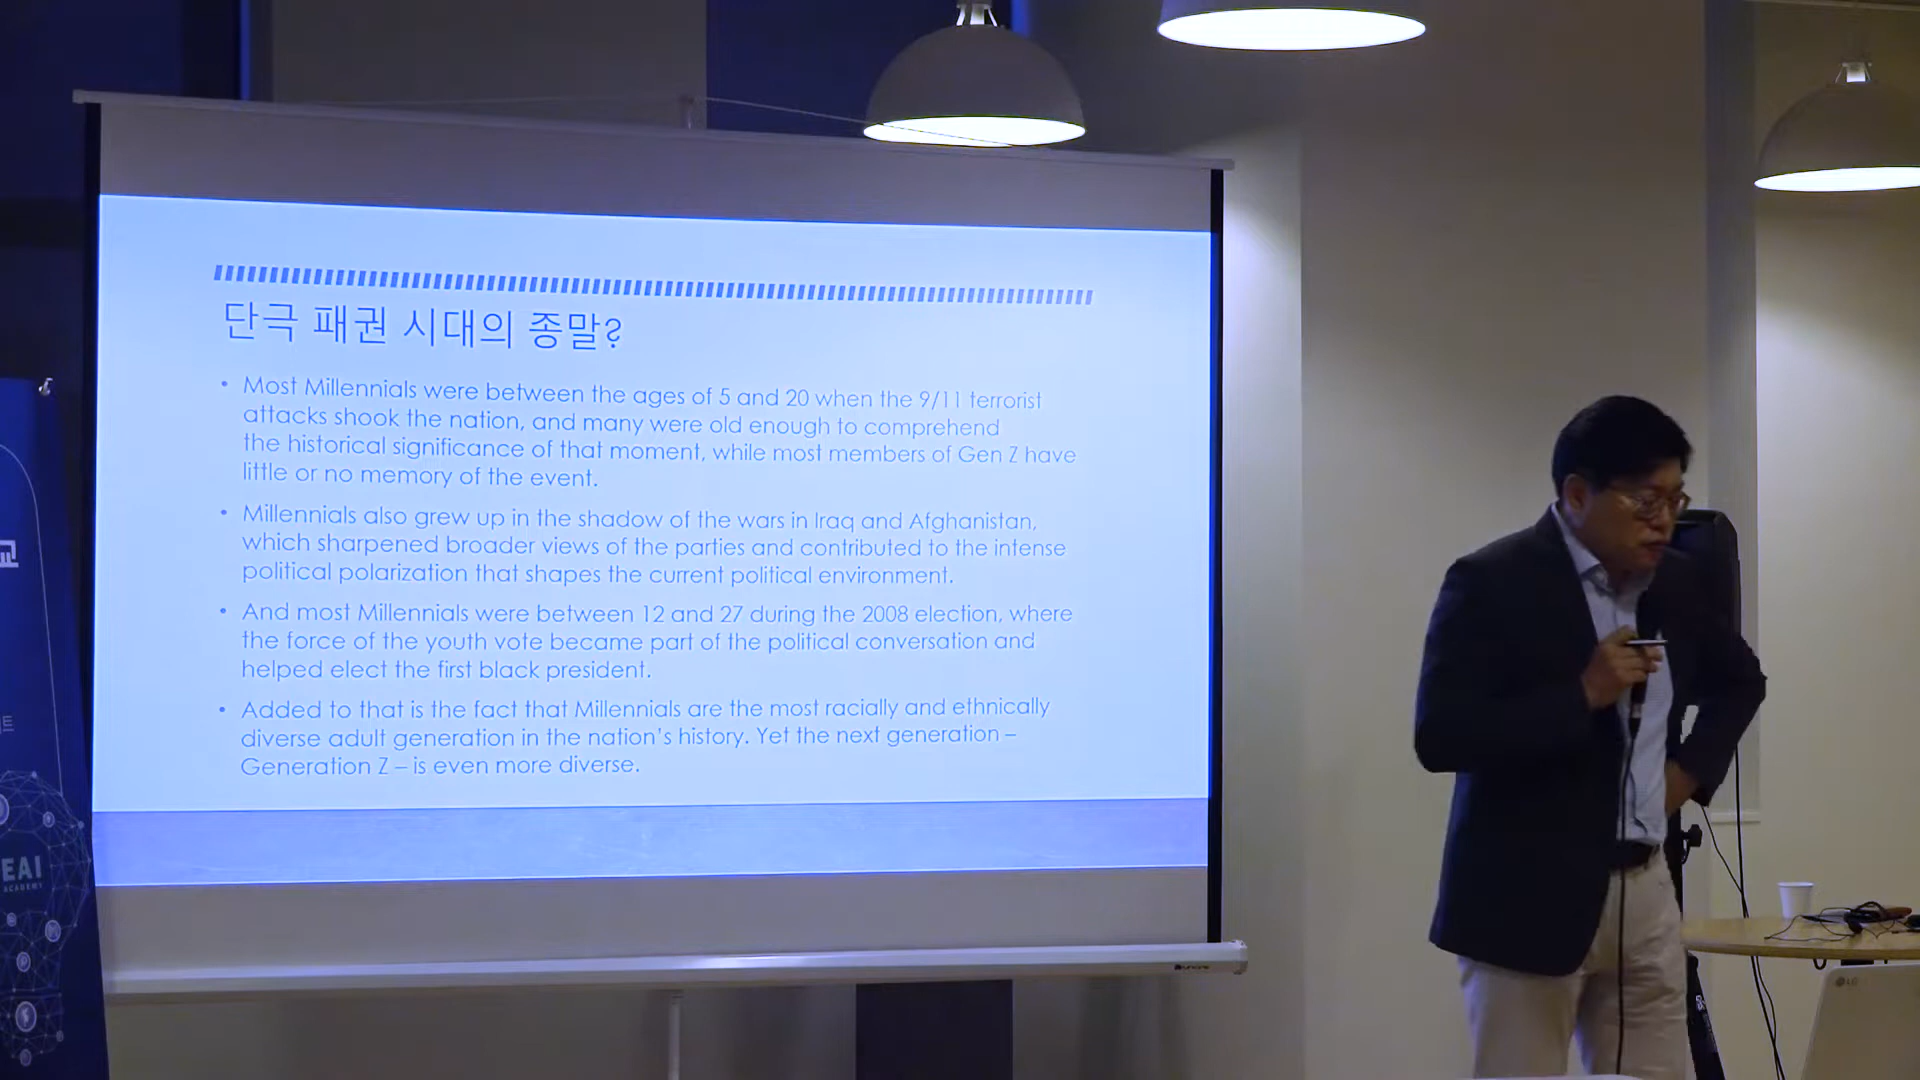 단극 패권 시대의 종말?
• Most Millennials were between the ages of 5 and 20 when the 9/11 terrorist
attacks shook the nation, and many were old enough to comprehend
the historical significance of that moment, while most members of Gen Z have
little or no memory of the event.
• Millennials also grew up in the shadow of the wars in Iraq and Afghanistan,
which sharpened broader views of the parties and contributed to the intense
political polarization that shapes the current political environment.
• And most Millennials were between 12 and 27 during the 2008 election, where
the force of the youth vote became part of the political conversation and
helped elect the first black president.
• Added to that is the fact that Millennials are the most racially and ethnically
diverse adult generation in the nation's history. Yet the next generation –
Generation Z – is even more diverse.
교
트
EAI
ACADEMY
LG